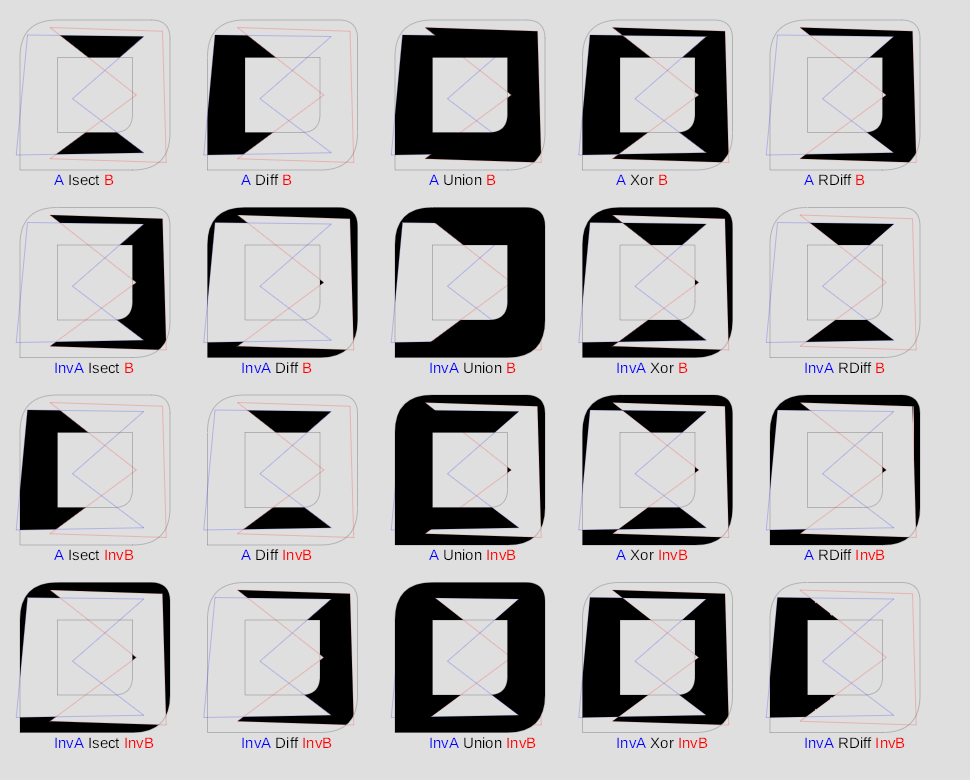 A Isect B
A Diff B
A Union B
A Xor B
A RDiff B
InvA Isect B
InvA Diff B
InvA Union B
InvA Xor B
InvA RDiff B
A Isect InvB
A Diff InvB
A Union InvB
A Xor InvB
A RDiff InvB
InvA Isect InvB
InvA Diff InvB
InvA Union InvB
InvA Xor InvB
InvA RDiff InvB